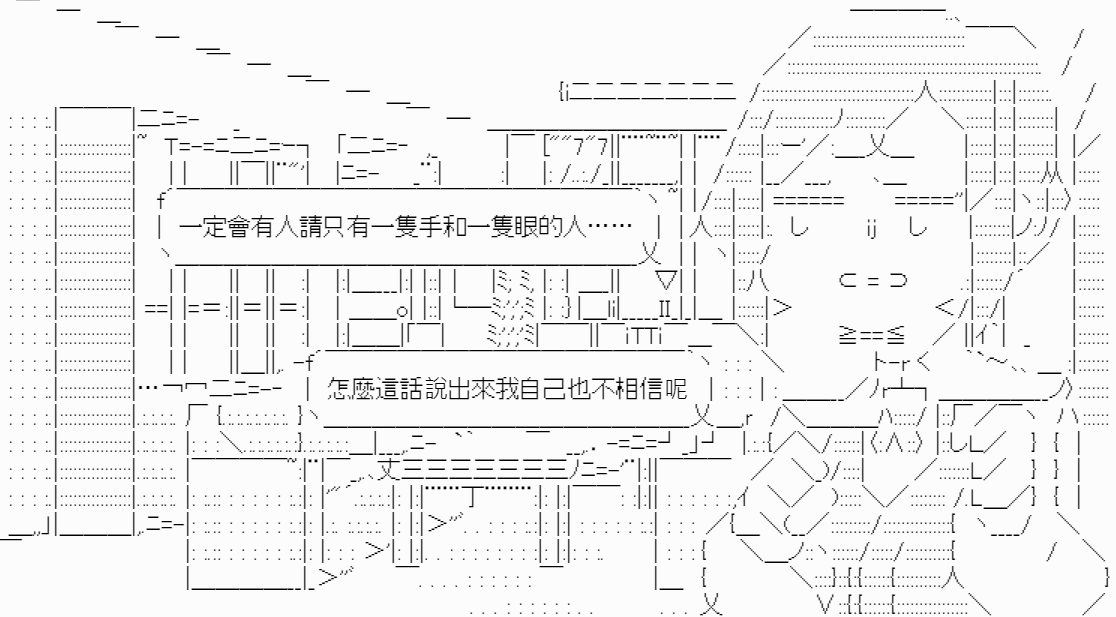 一定會有人請只有一隻手和一隻眼的人……
怎麼這話說出來我自己也不相信呢